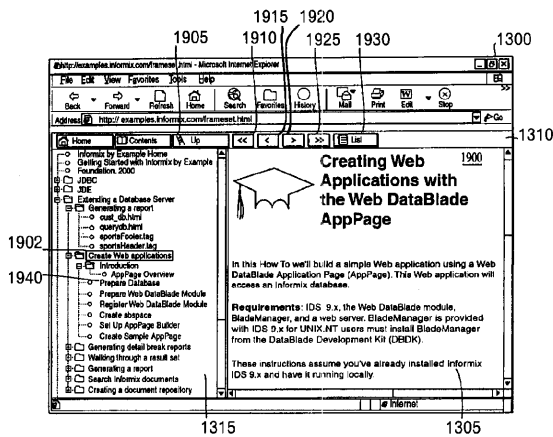 1915 1920
1905 1910 1925 1930 1300
http://examples.informix.com/frameset.html - Microsoft Internet Explorer
File Edit View Favorites Tools Help
Back Forward Refresh Home Search Favorites History Mail Print Edit Stop
Address http://examples.informix.com/frameset.html Go
1310
Home Contents Up << < > >> List
Informix by Example Home
Getting Started with Informix by Example
Foundation. 2000
JDBC
JDE
Extending a Database Server
Generating a report
cust_db.html
querydb.html
sportsFooter.tag
sportsHeader.tag
1902
Create Web applications
Introduction
AppPage Overview
1940
Prepare Database
Prepare Web DataBlade Module
Register Web DataBlade Module
Create sbspace
Set Up AppPage Builder
Create Sample AppPage
Generating detail break reports
Walking through a result set
Generating a report
Search Informix documents
Creating a document repository
Creating Web
Applications with
the Web DataBlade
AppPage
1900
In this How To we'll build a simple Web application using a Web
DataBlade Application Page (AppPage). This Web application will
access an Informix database.
Requirements: IDS 9.x, the Web DataBlade module,
BladeManager, and a web server. BladeManager is provided
with IDS 9.x for UNIX.NT users must install BladeManager
from the DataBlade Development Kit (DBDK).
These instructions assume you've already installed Informix
IDS 9.x and have it running locally.
Internet
1315 1305